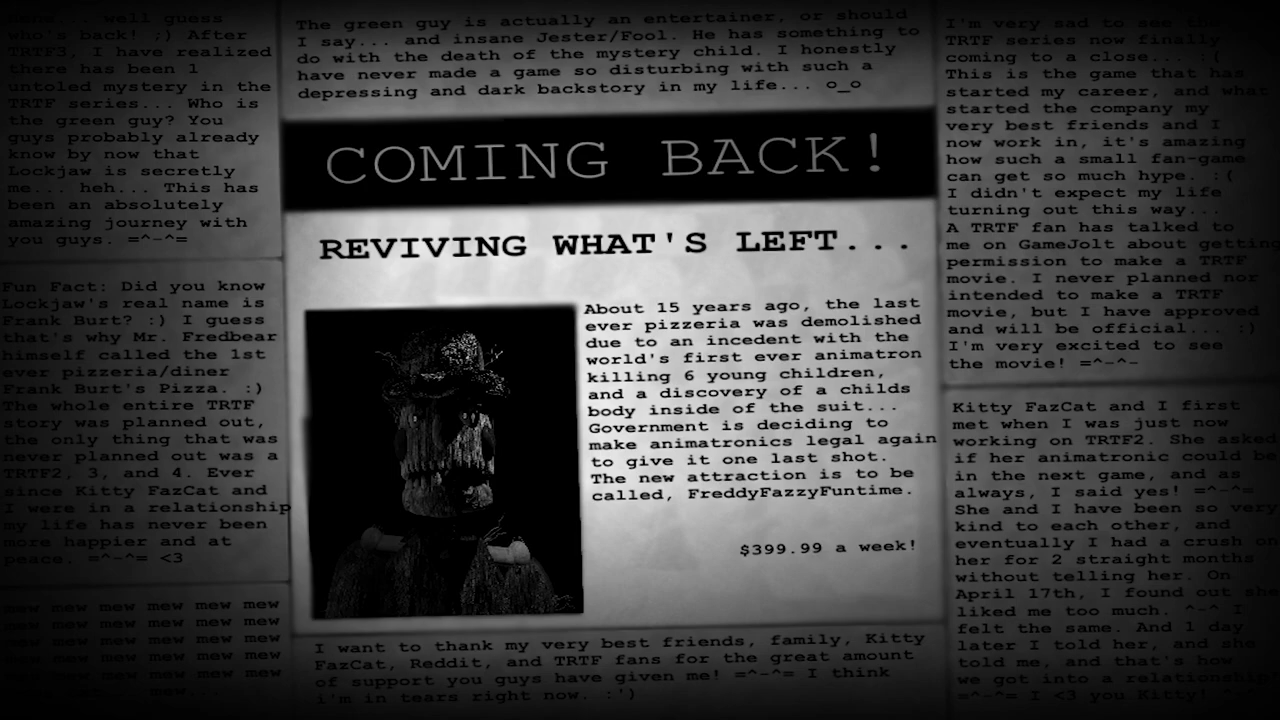 well guess
who's back! ;) After
TRTF3, I have realized
there has been 1
untoled mystery in the
TRTF series... Who is
the green guy? You
guys probably already
know by now that
Lockjaw is secretly
me... heh... This has
been an absolutely
amazing journey with
you guys. =^-^=
Fun Fact: Did you know
Lockjaw's real name is
Frank Burt? :) I guess
that's why Mr. Fredbear
himself called the 1st
ever pizzeria/diner
Frank Burt's Pizza. :)
The whole entire TRTF
story was planned out,
the only thing that was
never planned out was a
TRTF2, 3, and 4. Ever
since Kitty FazCat and
I were in a relationship
my life has never been
more happier and at
peace. =^-^= <3
mew mew mew mew mew mew
mew mew mew mew mew mew
mew mew mew mew mew mew
mew mew mew mew mew mew
mew mew mew mew mew mew
The green guy is actually an entertainer, or should
I say... and insane Jester/Fool. He has something to
do with the death of the mystery child. I honestly
have never made a game so disturbing with such a
depressing and dark backstory in my life... o_o
COMING BACK!
REVIVING WHAT'S LEFT...
About 15 years ago, the last
ever pizzeria was demolished
due to an incedent with the
world's first ever animatron
killing 6 young children,
and a discovery of a childs
body inside of the suit...
Government is deciding to
make animatronics legal again
to give it one last shot.
The new attraction is to be
called, FreddyFazzyFuntime.
$399.99 a week!
I want to thank my very best friends, family, Kitty
FazCat, Reddit, and TRTF fans for the great amount
of support you guys have given me! =^-^= I think
i'm in tears right now. :')
I'm very sad to see the
TRTF series now finally
coming to a close... :(
This is the game that has
started my career, and what
started the company my
very best friends and I
now work in, it's amazing
how such a small fan-game
can get so much hype. :(
I didn't expect my life
turning out this way...
A TRTF fan has talked to
me on GameJolt about getting
permission to make a TRTF
movie. I never planned nor
intended to make a TRTF
movie, but I have approved
and will be official... :)
I'm very excited to see
the movie! =^-^-
Kitty FazCat and I first
met when I was just now
working on TRTF2. She asked
if her animatronic could be
in the next game, and as
always, I said yes! =^-^=
She and I have been so very
kind to each other, and
eventually I had a crush on
her for 2 straight months
without telling her. On
April 17th, I found out she
liked me too much. ^-^ I
felt the same. And 1 day
later I told her, and she
told me, and that's how
we got into a relationship!
=^-^= I <3 you Kitty! ^-^